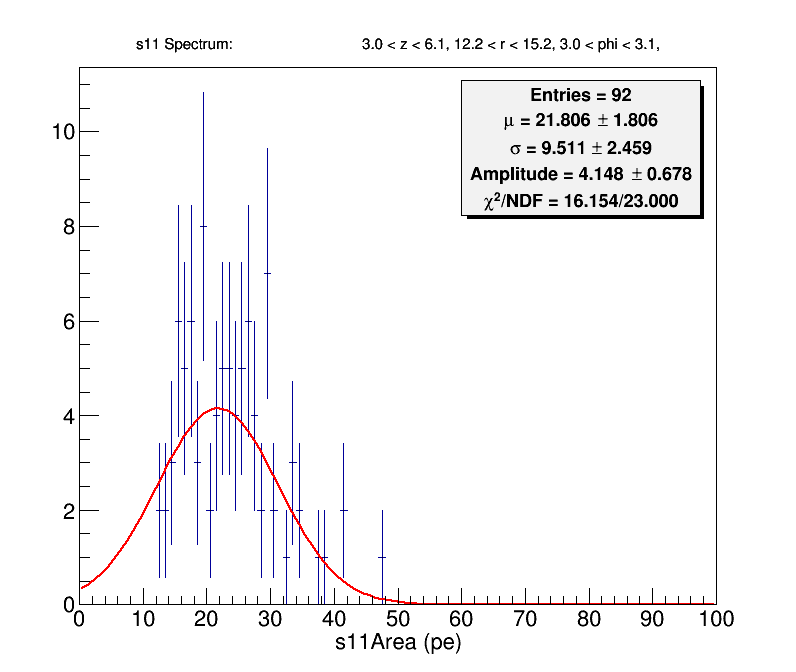 s11 Spectrum: 3.0 < z < 6.1, 12.2 < r < 15.2, 3.0 < phi < 3.1,
Entries = 92
μ = 21.806 ± 1.806
σ = 9.511 ± 2.459
Amplitude = 4.148 ± 0.678
χ²/NDF = 16.154/23.000
10
8
6
4
2
0
0 10 20 30 40 50 60 70 80 90 100
s11Area (pe)